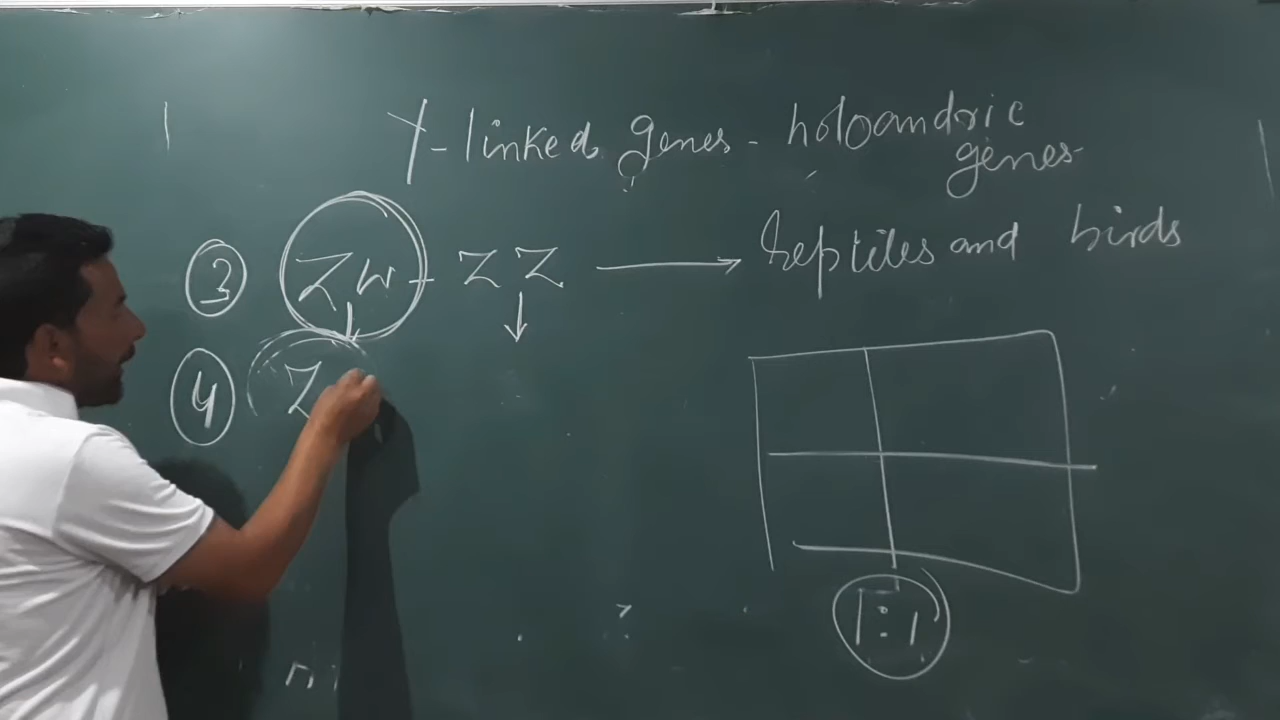 Y-linked genes - holoandric
genes-
③ ZW - ZZ → Reptiles and birds
④ Z
1:1